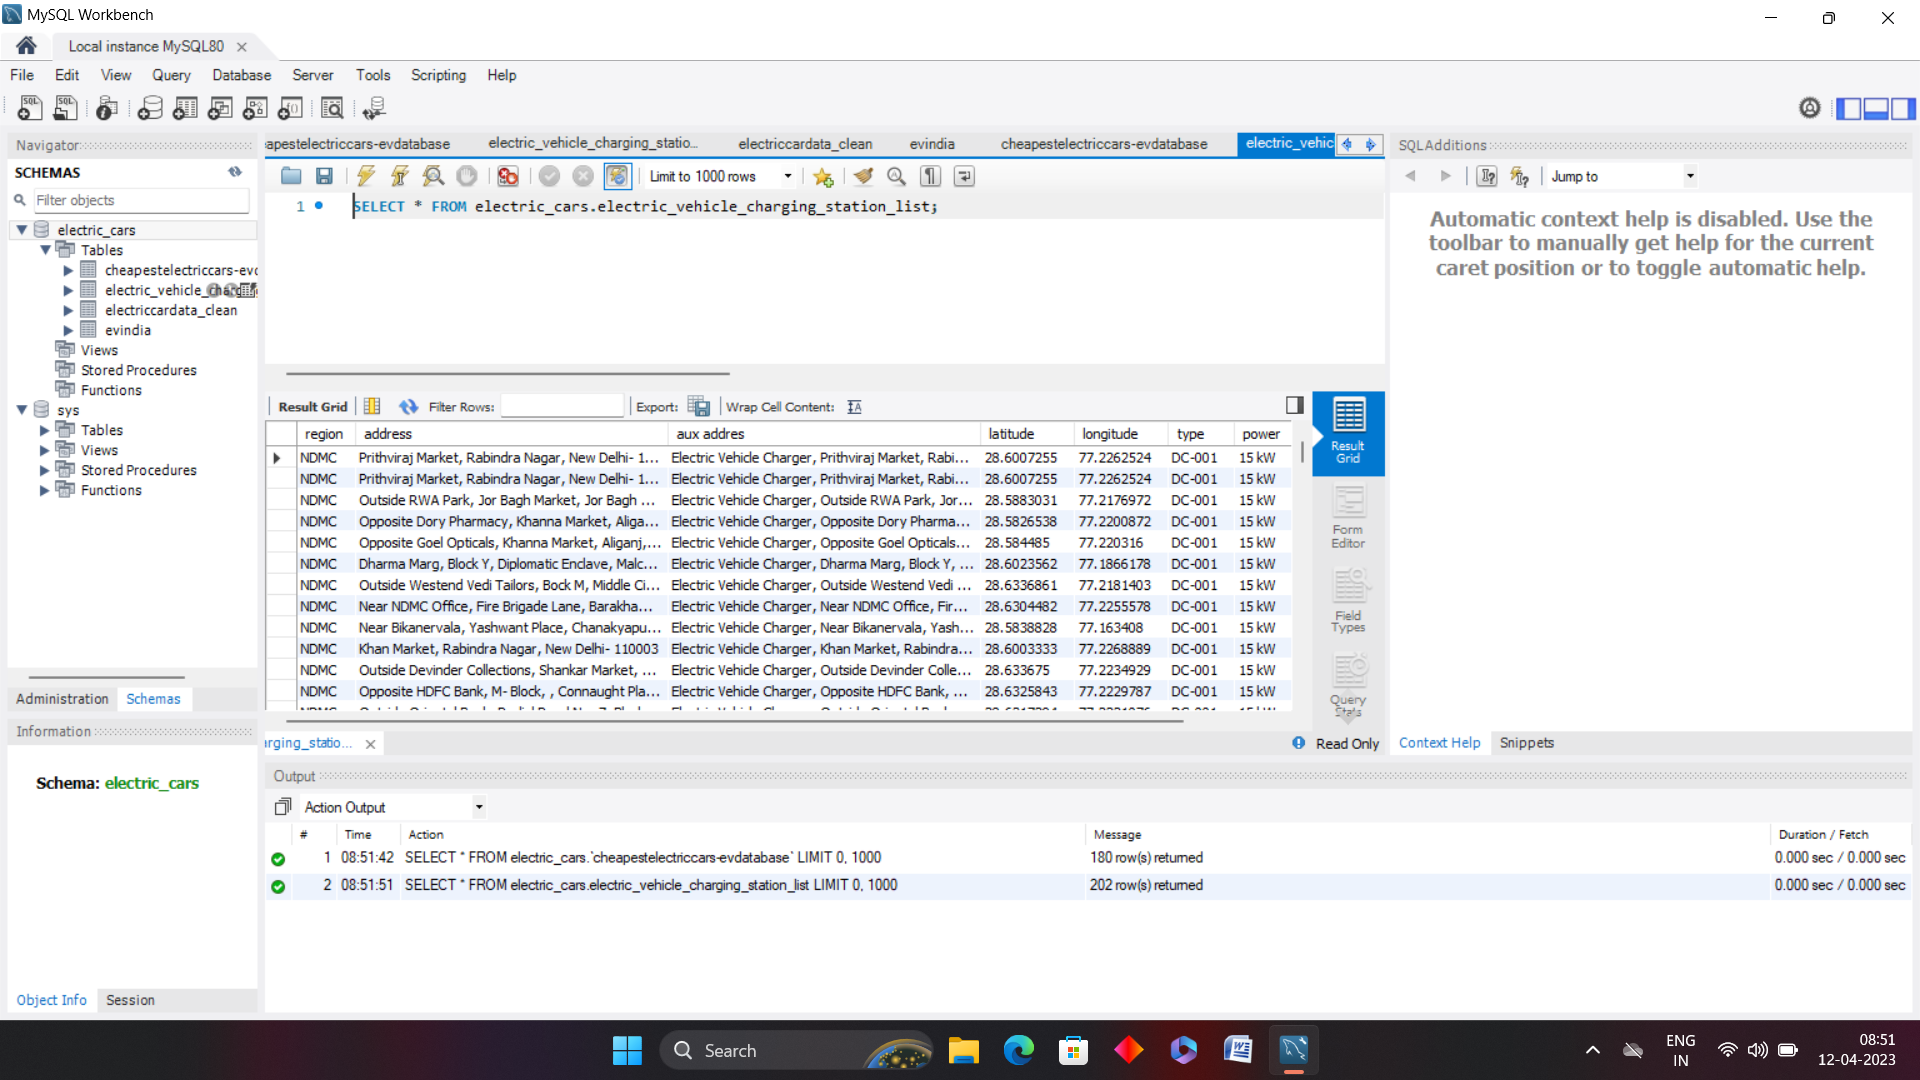 MySQL Workbench
Local instance MySQL80
File Edit View Query Database Server Tools Scripting Help
Navigator
SCHEMAS
Filter objects
electric_cars
Tables
cheapestelectriccars-evd
electric_vehicle_charg
electriccardata_clean
evindia
Views
Stored Procedures
Functions
sys
Tables
Views
Stored Procedures
Functions
Administration Schemas
Information
Schema: electric_cars
Object Info Session
apestelectriccars-evdatabase electric_vehicle_charging_statio... electriccardata_clean evindia cheapestelectriccars-evdatabase electric_vehic
Limit to 1000 rows
1 SELECT * FROM electric_cars.electric_vehicle_charging_station_list;
Result Grid Filter Rows: Export: Wrap Cell Content:
region address aux addres latitude longitude type power
NDMC Prithviraj Market, Rabindra Nagar, New Delhi- 1... Electric Vehicle Charger, Prithviraj Market, Rabi... 28.6007255 77.2262524 DC-001 15 kW
NDMC Prithviraj Market, Rabindra Nagar, New Delhi- 1... Electric Vehicle Charger, Prithviraj Market, Rabi... 28.6007255 77.2262524 DC-001 15 kW
NDMC Outside RWA Park, Jor Bagh Market, Jor Bagh ... Electric Vehicle Charger, Outside RWA Park, Jor... 28.5883031 77.2176972 DC-001 15 kW
NDMC Opposite Dory Pharmacy, Khanna Market, Aliga... Electric Vehicle Charger, Opposite Dory Pharma... 28.5826538 77.2200872 DC-001 15 kW
NDMC Opposite Goel Opticals, Khanna Market, Aliganj,... Electric Vehicle Charger, Opposite Goel Opticals... 28.584485 77.220316 DC-001 15 kW
NDMC Dharma Marg, Block Y, Diplomatic Enclave, Malc... Electric Vehicle Charger, Dharma Marg, Block Y, ... 28.6023562 77.1866178 DC-001 15 kW
NDMC Outside Westend Vedi Tailors, Bock M, Middle Ci... Electric Vehicle Charger, Outside Westend Vedi ... 28.6336861 77.2181403 DC-001 15 kW
NDMC Near NDMC Office, Fire Brigade Lane, Barakha... Electric Vehicle Charger, Near NDMC Office, Fir... 28.6304482 77.2255578 DC-001 15 kW
NDMC Near Bikanervala, Yashwant Place, Chanakyapu... Electric Vehicle Charger, Near Bikanervala, Yash... 28.5838828 77.163408 DC-001 15 kW
NDMC Khan Market, Rabindra Nagar, New Delhi- 110003 Electric Vehicle Charger, Khan Market, Rabindra... 28.6003333 77.2268889 DC-001 15 kW
NDMC Outside Devinder Collections, Shankar Market, ... Electric Vehicle Charger, Outside Devinder Colle... 28.633675 77.2234929 DC-001 15 kW
NDMC Opposite HDFC Bank, M- Block, , Connaught Pla... Electric Vehicle Charger, Opposite HDFC Bank, ... 28.6325843 77.2229787 DC-001 15 kW
Result Grid
Form Editor
Field Types
Query Stats
rging_statio... Read Only
SQLAdditions
Jump to
Automatic context help is disabled. Use the
toolbar to manually get help for the current
caret position or to toggle automatic help.
Context Help Snippets
Output
Action Output
# Time Action Message Duration / Fetch
1 08:51:42 SELECT * FROM electric_cars.`cheapestelectriccars-evdatabase` LIMIT 0, 1000 180 row(s) returned 0.000 sec / 0.000 sec
2 08:51:51 SELECT * FROM electric_cars.electric_vehicle_charging_station_list LIMIT 0, 1000 202 row(s) returned 0.000 sec / 0.000 sec
Search
ENG
IN
08:51
12-04-2023